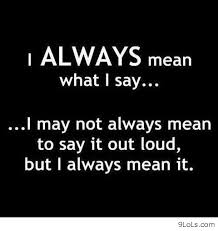 I ALWAYS mean
what I say...
...I may not always mean
to say it out loud,
but I always mean it.
9LoLs.com